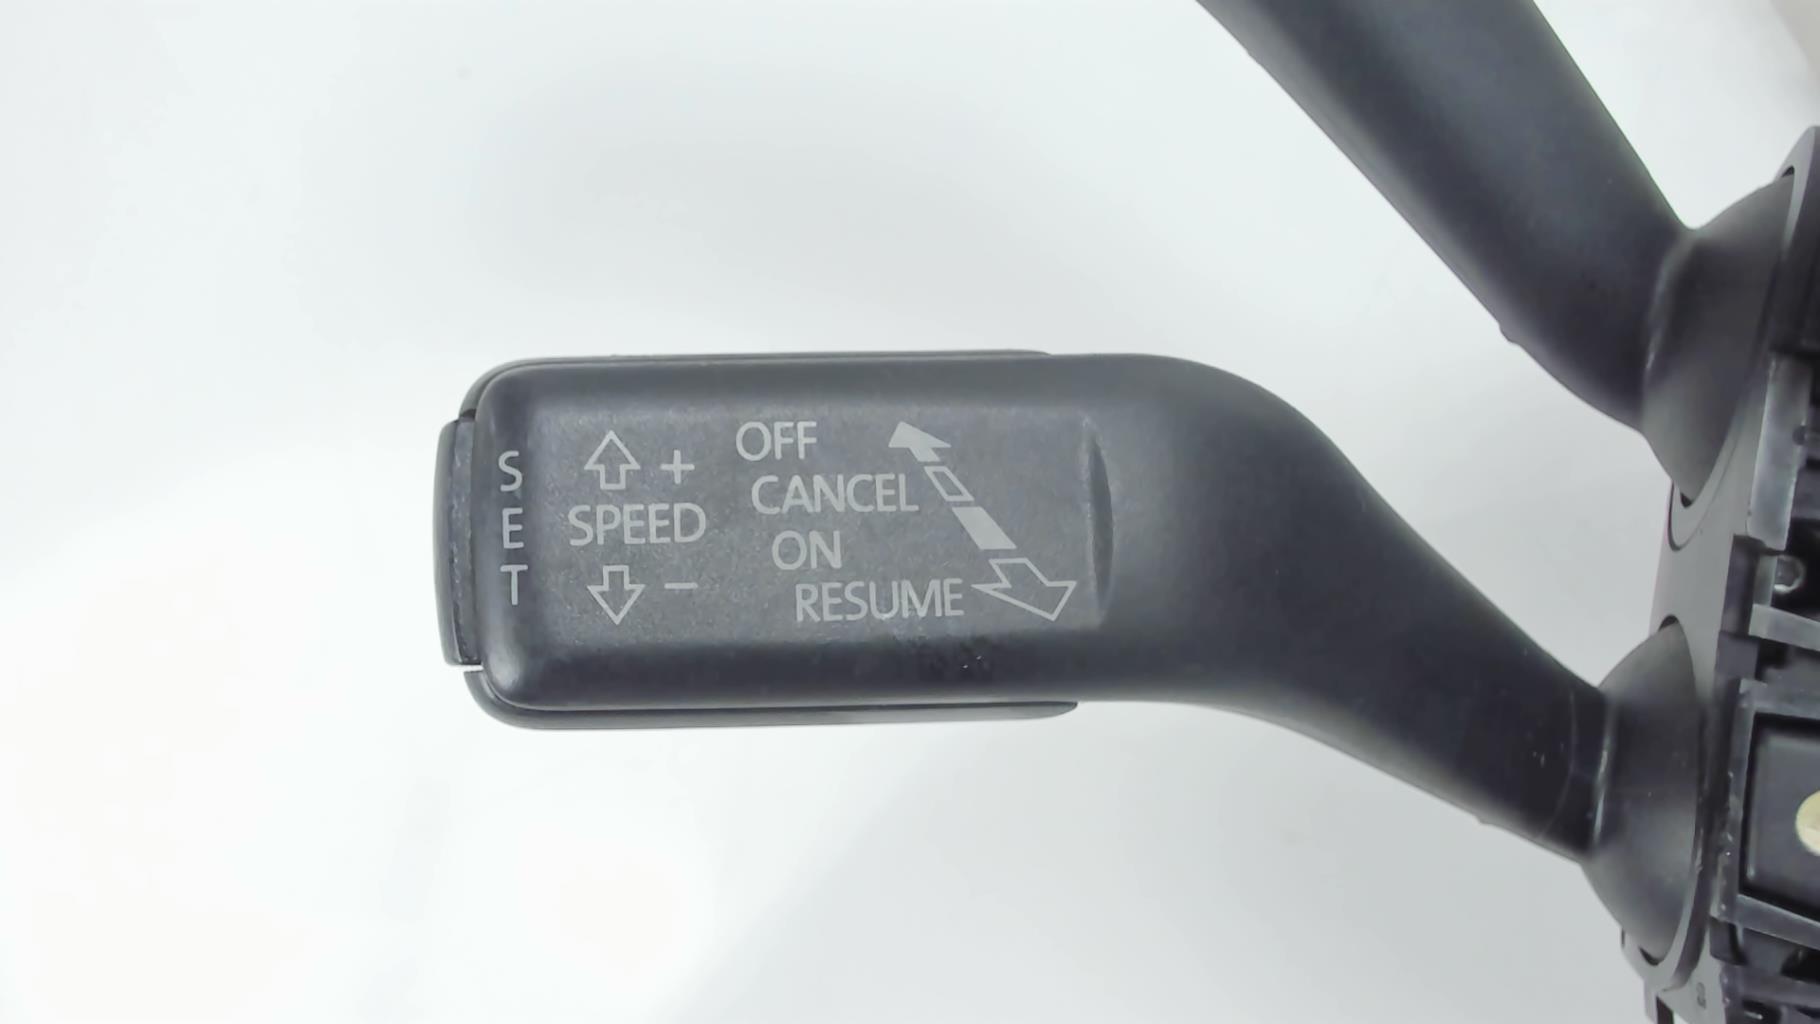 SET
+
SPEED
-
OFF
CANCEL
ON
RESUME